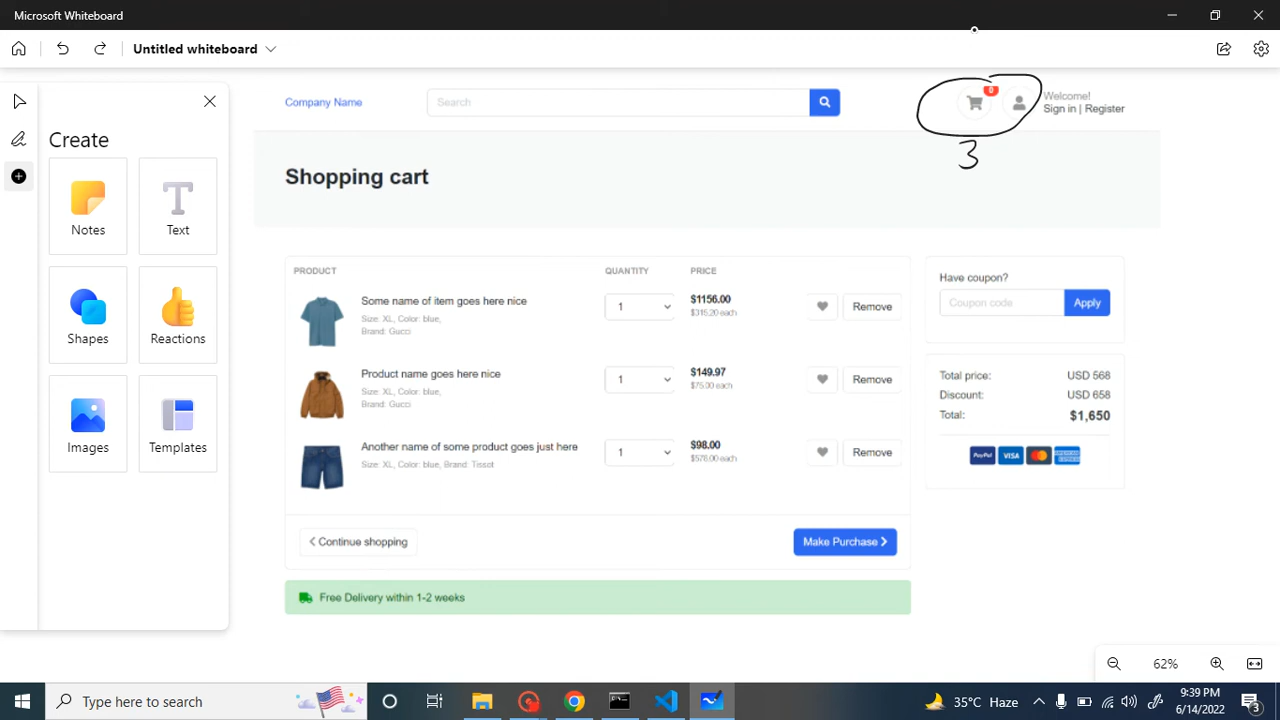 Microsoft Whiteboard
Untitled whiteboard
Create
Notes
Text
Shapes
Reactions
Images
Templates
Company Name
Search
0
Welcome!
Sign in | Register
3
Shopping cart
PRODUCT QUANTITY PRICE
Some name of item goes here nice
Size: XL, Color: blue,
Brand: Gucci
1
$1156.00
$315.20 each
Remove
Product name goes here nice
Size: XL, Color: blue,
Brand: Gucci
1
$149.97
$75.00 each
Remove
Another name of some product goes just here
Size: XL, Color: blue, Brand: Tissot
1
$98.00
$578.00 each
Remove
Continue shopping
Make Purchase
Free Delivery within 1-2 weeks
Have coupon?
Coupon code
Apply
Total price: USD 568
Discount: USD 658
Total: $1,650
PayPal VISA
62%
Type here to search
35°C Haze
9:39 PM
6/14/2022
3